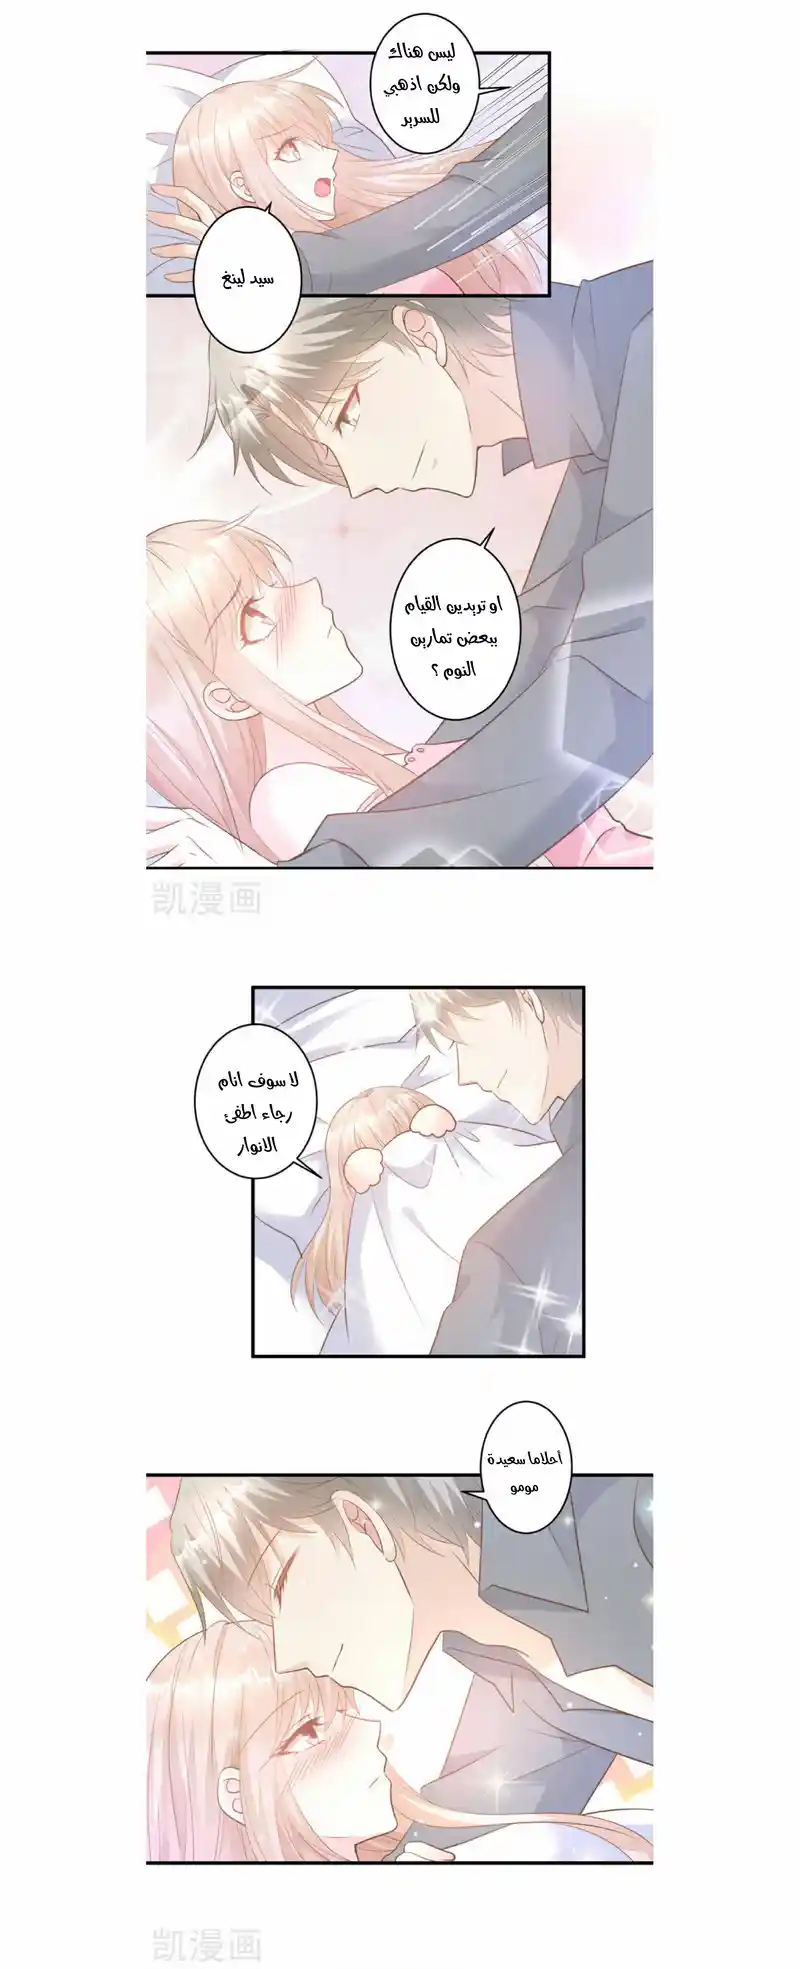 ليس هناك
ولكن اذهبي
للسرير
سيد لينغ
او تريدين القيام
ببعض تمارين
النوم ؟
凯漫画
لا سوف انام
رجاء اطفئ
الانوار
أحلاما سعيدة
مومو
凯漫画